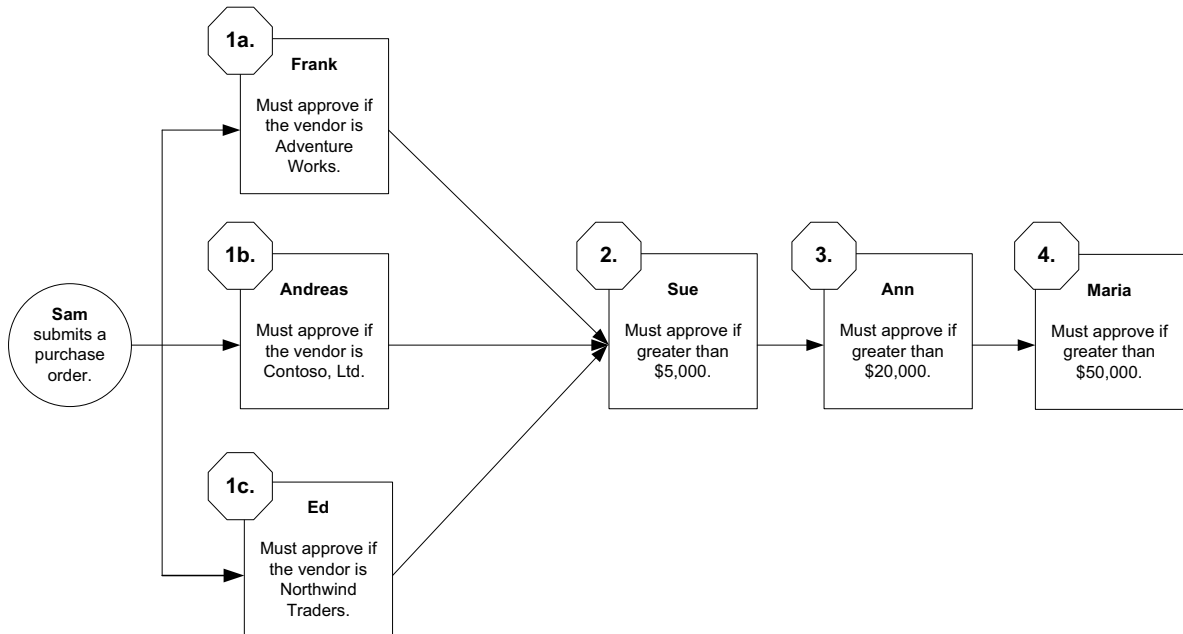 1a.
Frank
Must approve if
the vendor is
Adventure
Works.
Sam
submits a
purchase
order.
1b.
Andreas
Must approve if
the vendor is
Contoso, Ltd.
1c.
Ed
Must approve if
the vendor is
Northwind
Traders.
2.
Sue
Must approve if
greater than
$5,000.
3.
Ann
Must approve if
greater than
$20,000.
4.
Maria
Must approve if
greater than
$50,000.